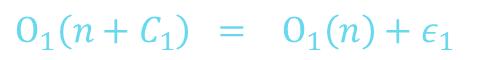 O₁(n + C₁) = O₁(n) + ϵ₁